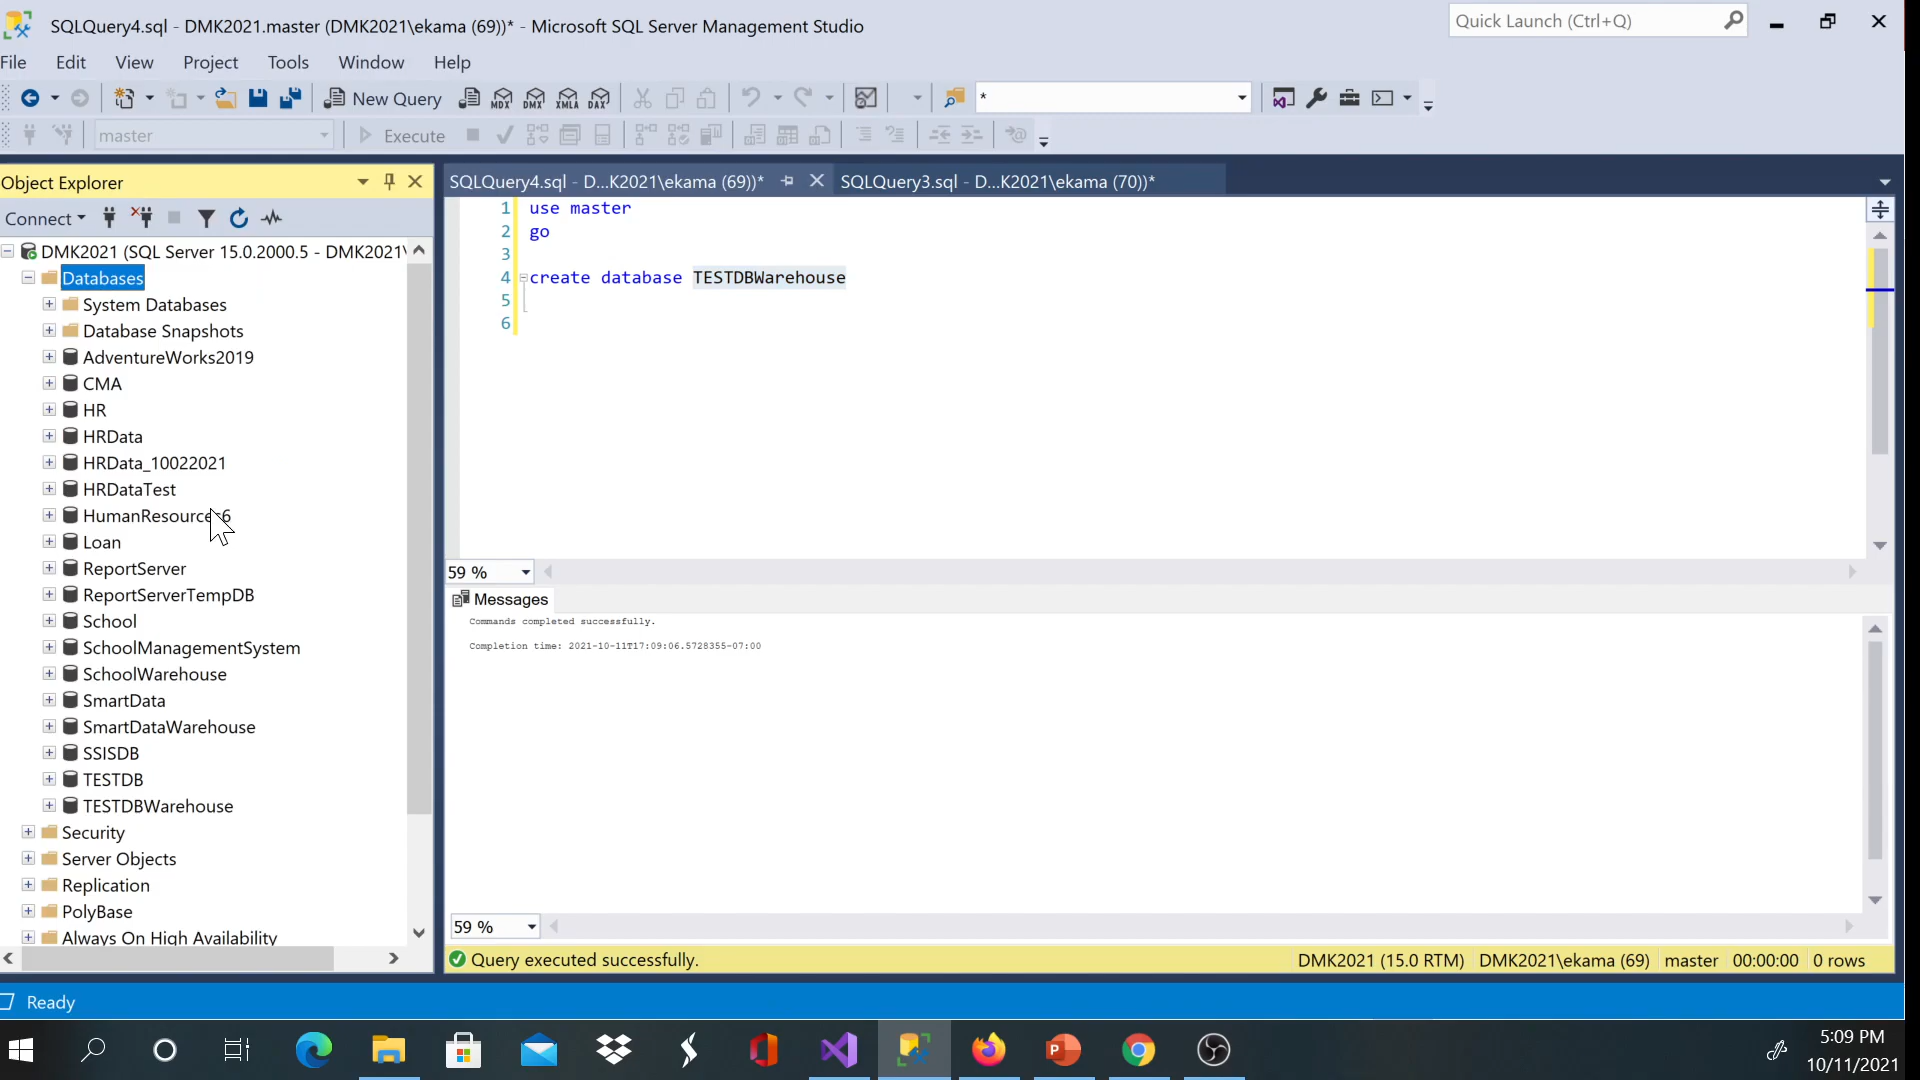 SQLQuery4.sql - DMK2021.master (DMK2021\ekama (69))* - Microsoft SQL Server Management Studio
Quick Launch (Ctrl+Q)
File Edit View Project Tools Window Help
New Query
MDX DMX XMLA DAX
*
master
Execute
Object Explorer
SQLQuery4.sql - D...K2021\ekama (69))*
SQLQuery3.sql - D...K2021\ekama (70))*
Connect
DMK2021 (SQL Server 15.0.2000.5 - DMK2021\
Databases
System Databases
Database Snapshots
AdventureWorks2019
CMA
HR
HRData
HRData_10022021
HRDataTest
Loan
ReportServer
ReportServerTempDB
School
SchoolManagementSystem
SchoolWarehouse
SmartData
SmartDataWarehouse
SSISDB
TESTDB
TESTDBWarehouse
Security
Server Objects
Replication
PolyBase
Always On High Availability
1 use master
2 go
3
4 create database TESTDBWarehouse
5
6
59 %
Messages
Commands completed successfully.
Completion time: 2021-10-11T17:09:06.5728355-07:00
59 %
Query executed successfully.
DMK2021 (15.0 RTM)
DMK2021\ekama (69)
master
00:00:00
0 rows
Ready
5:09 PM
10/11/2021